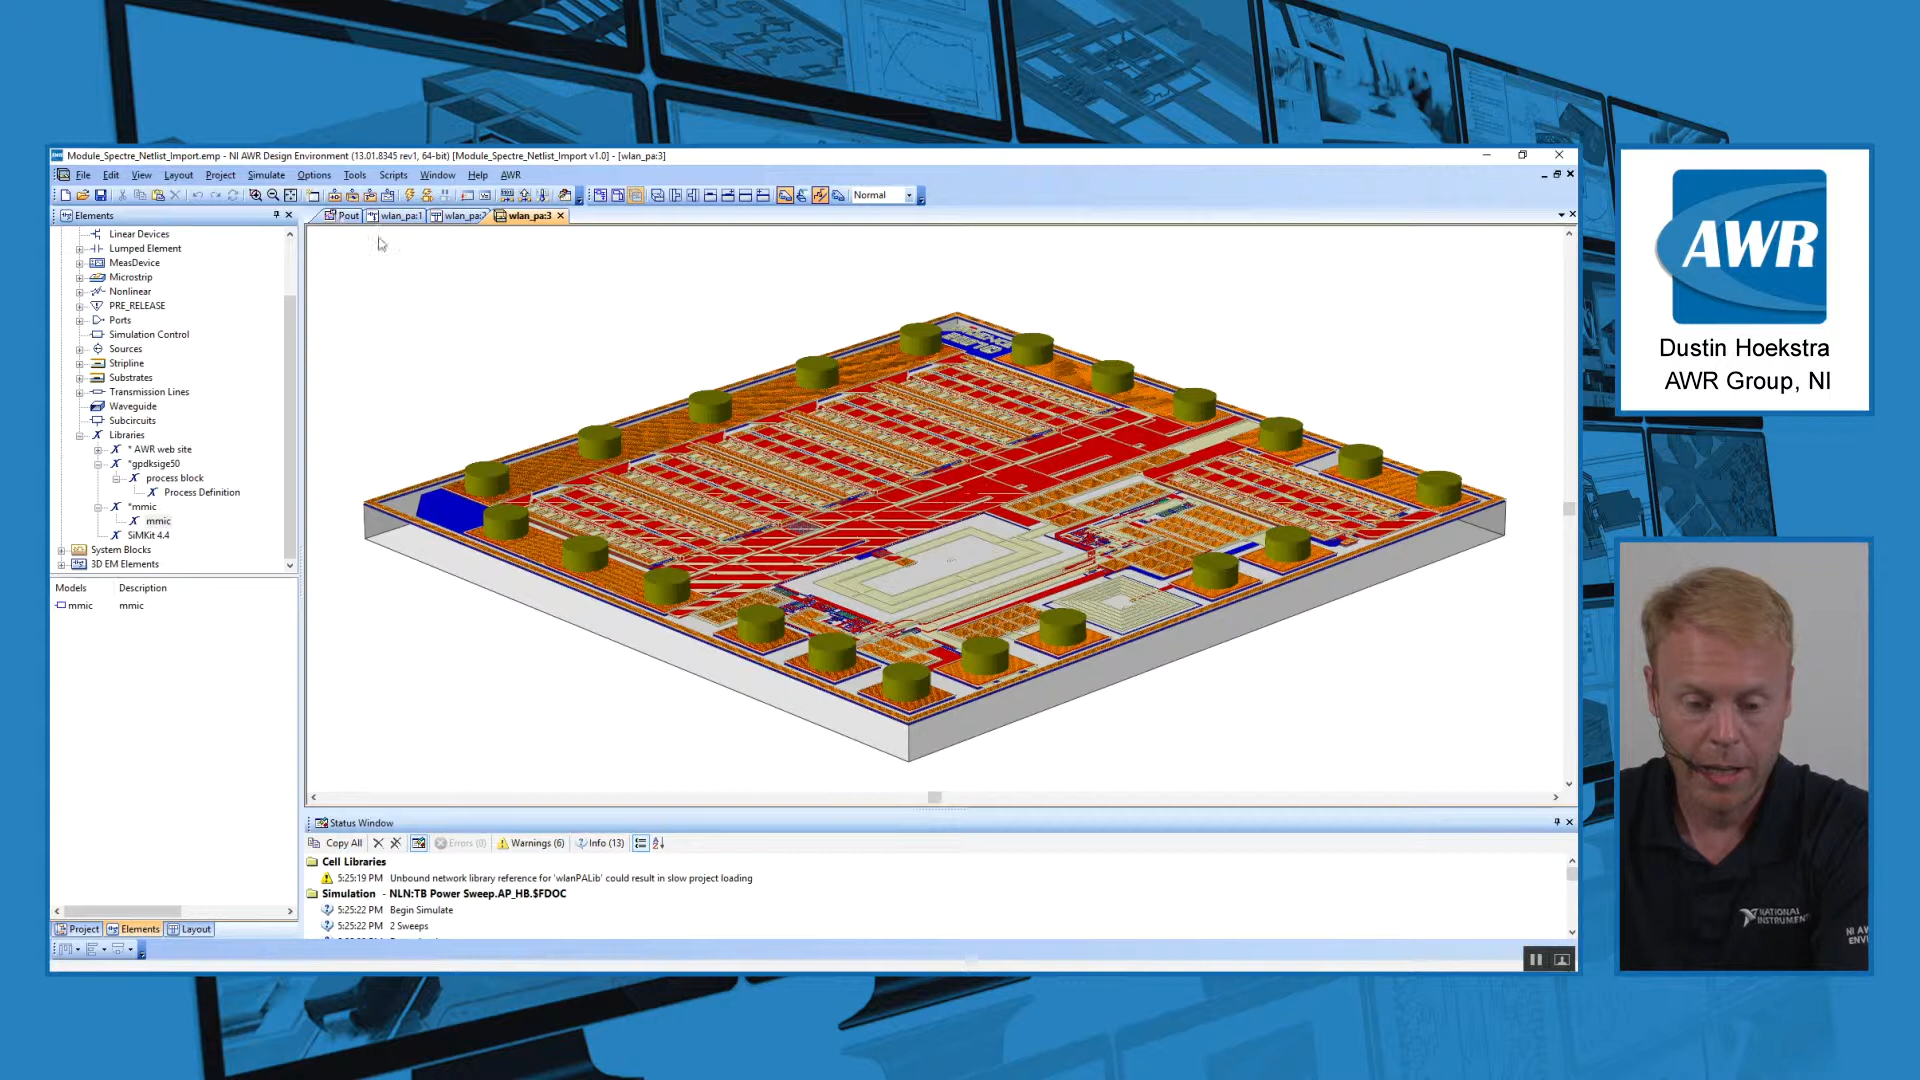 Module_Spectre_Netlist_Import.emp - NI AWR Design Environment (13.01.8345 rev1, 64-bit) [Module_Spectre_Netlist_Import v1.0] - [wlan_pa:3]
File Edit View Layout Project Simulate Options Tools Scripts Window Help AWR
Normal
Elements
Pout wlan_pa:1 wlan_pa:2 wlan_pa:3
Linear Devices
Lumped Element
MeasDevice
Microstrip
Nonlinear
PRE_RELEASE
Ports
Simulation Control
Sources
Stripline
Substrates
Transmission Lines
Waveguide
Subcircuits
Libraries
* AWR web site
*gpdksige50
process block
Process Definition
*mmic
mmic
SiMKit 4.4
System Blocks
3D EM Elements
Models Description
mmic mmic
Project Elements Layout
Status Window
Copy All Errors (0) Warnings (6) Info (13)
Cell Libraries
5:25:19 PM Unbound network library reference for 'wlanPALib' could result in slow project loading
Simulation - NLN:TB Power Sweep.AP_HB.$FDOC
5:25:22 PM Begin Simulate
5:25:22 PM 2 Sweeps
AWR
Dustin Hoekstra
AWR Group, NI
NATIONAL
INSTRUMENTS